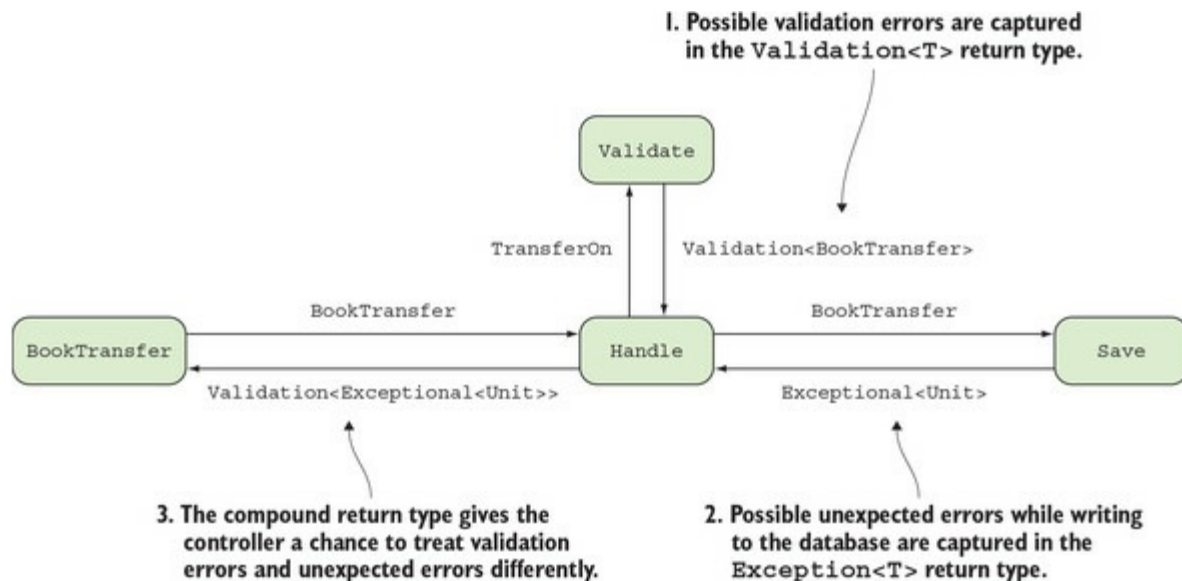 1. Possible validation errors are captured
in the Validation<T> return type.
Validate
TransferOn
Validation<BookTransfer>
BookTransfer
BookTransfer
BookTransfer
Handle
Save
Validation<Exceptional<Unit>>
Exceptional<Unit>
3. The compound return type gives the
controller a chance to treat validation
errors and unexpected errors differently.
2. Possible unexpected errors while writing
to the database are captured in the
Exception<T> return type.